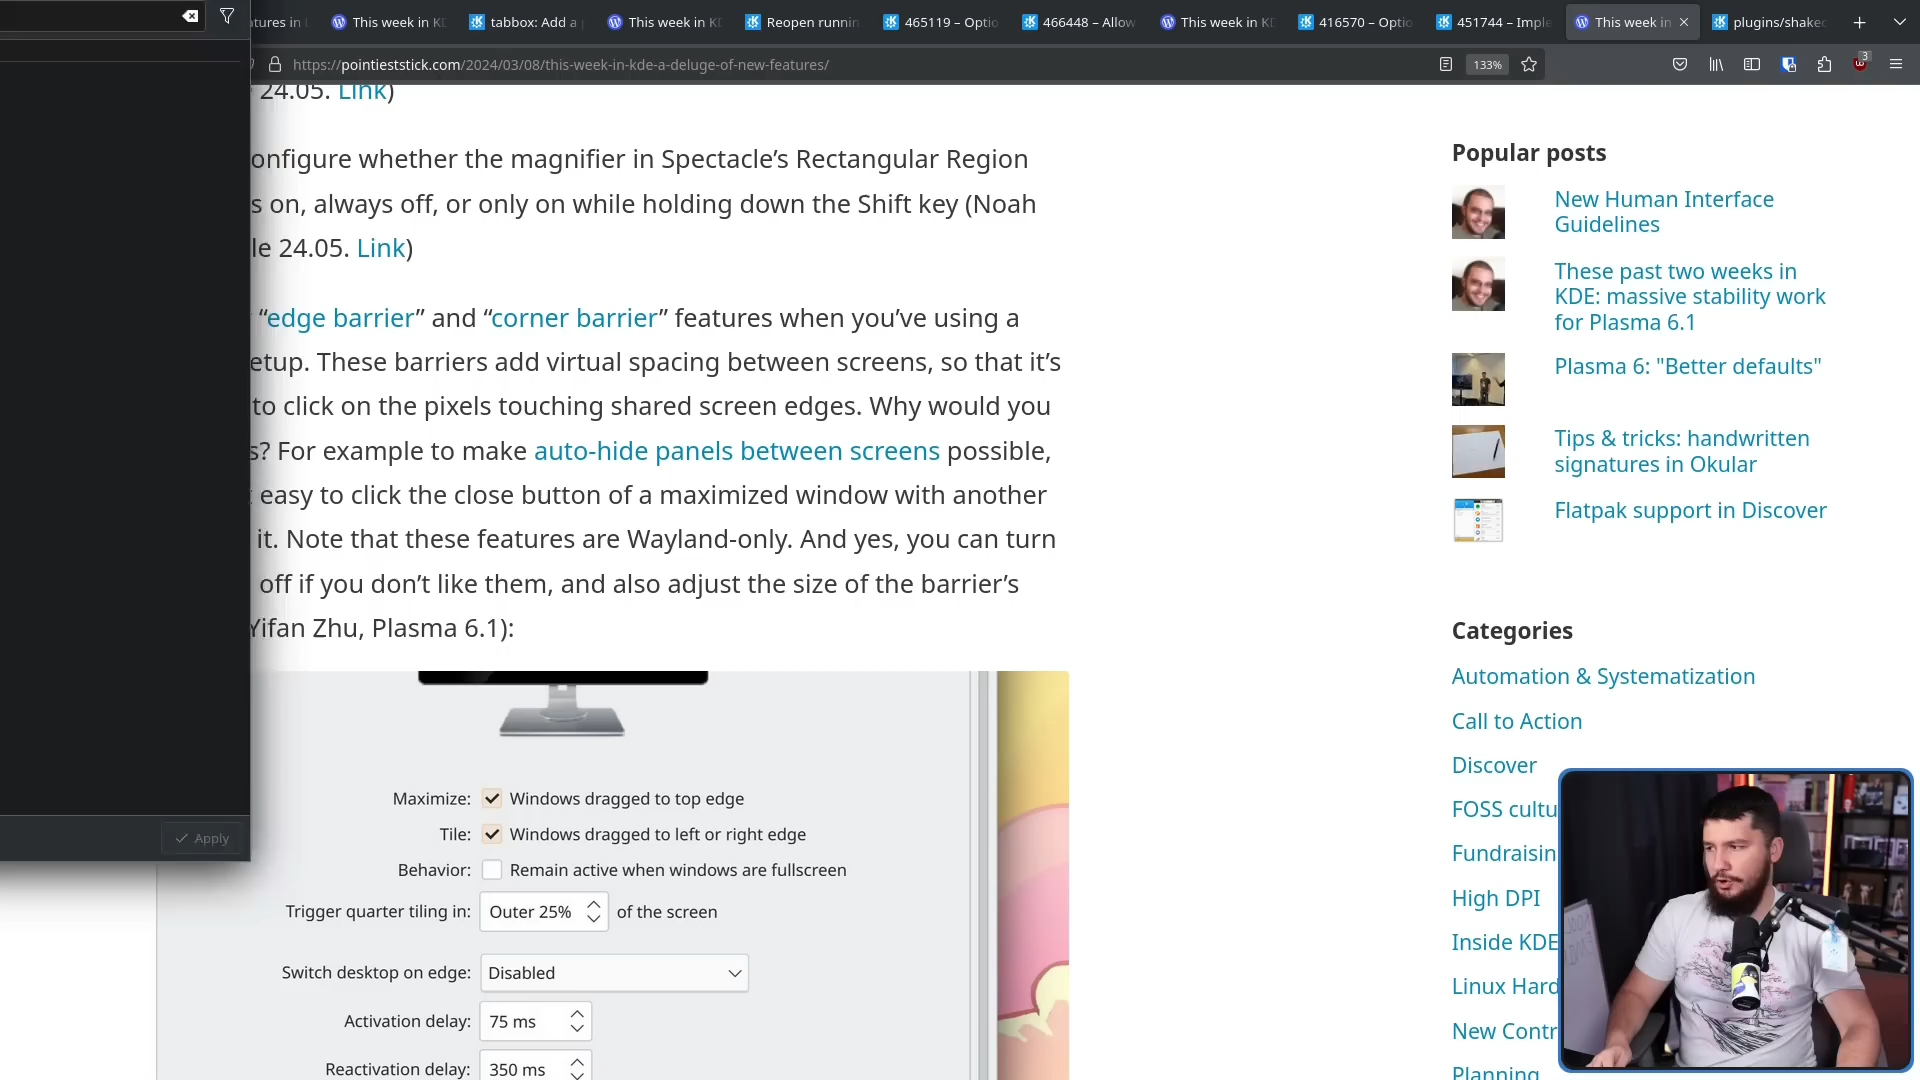 atures in
This week in KD
tabbox: Add a
This week in KD
Reopen runnin
465119 – Optio
466448 – Allow
This week in KD
416570 – Optio
451744 – Imple
This week in
plugins/shakec
https://pointieststick.com/2024/03/08/this-week-in-kde-a-deluge-of-new-features/
133%
3
24.05. Link)
onfigure whether the magnifier in Spectacle’s Rectangular Region
s on, always off, or only on while holding down the Shift key (Noah
le 24.05. Link)
“edge barrier” and “corner barrier” features when you’ve using a
etup. These barriers add virtual spacing between screens, so that it’s
to click on the pixels touching shared screen edges. Why would you
s? For example to make auto-hide panels between screens possible,
easy to click the close button of a maximized window with another
it. Note that these features are Wayland-only. And yes, you can turn
off if you don’t like them, and also adjust the size of the barrier’s
Yifan Zhu, Plasma 6.1):
Apply
Maximize: Windows dragged to top edge
Tile: Windows dragged to left or right edge
Behavior: Remain active when windows are fullscreen
Trigger quarter tiling in: Outer 25% of the screen
Switch desktop on edge: Disabled
Activation delay: 75 ms
Reactivation delay: 350 ms
Popular posts
New Human Interface
Guidelines
These past two weeks in
KDE: massive stability work
for Plasma 6.1
Plasma 6: "Better defaults"
Tips & tricks: handwritten
signatures in Okular
Flatpak support in Discover
Categories
Automation & Systematization
Call to Action
Discover
FOSS cultu
Fundraisin
High DPI
Inside KDE
Linux Hard
New Contr
Planning